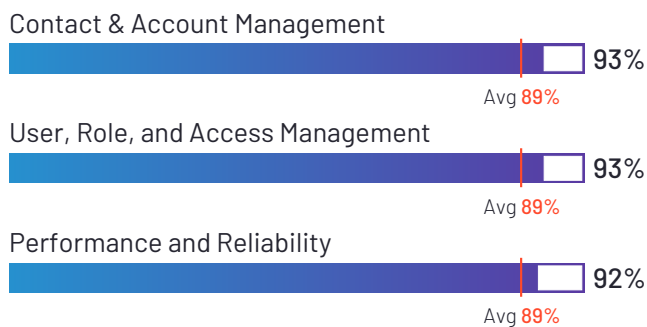 Contact & Account Management
93%
Avg 89%
User, Role, and Access Management
93%
Avg 89%
Performance and Reliability
92%
Avg 89%